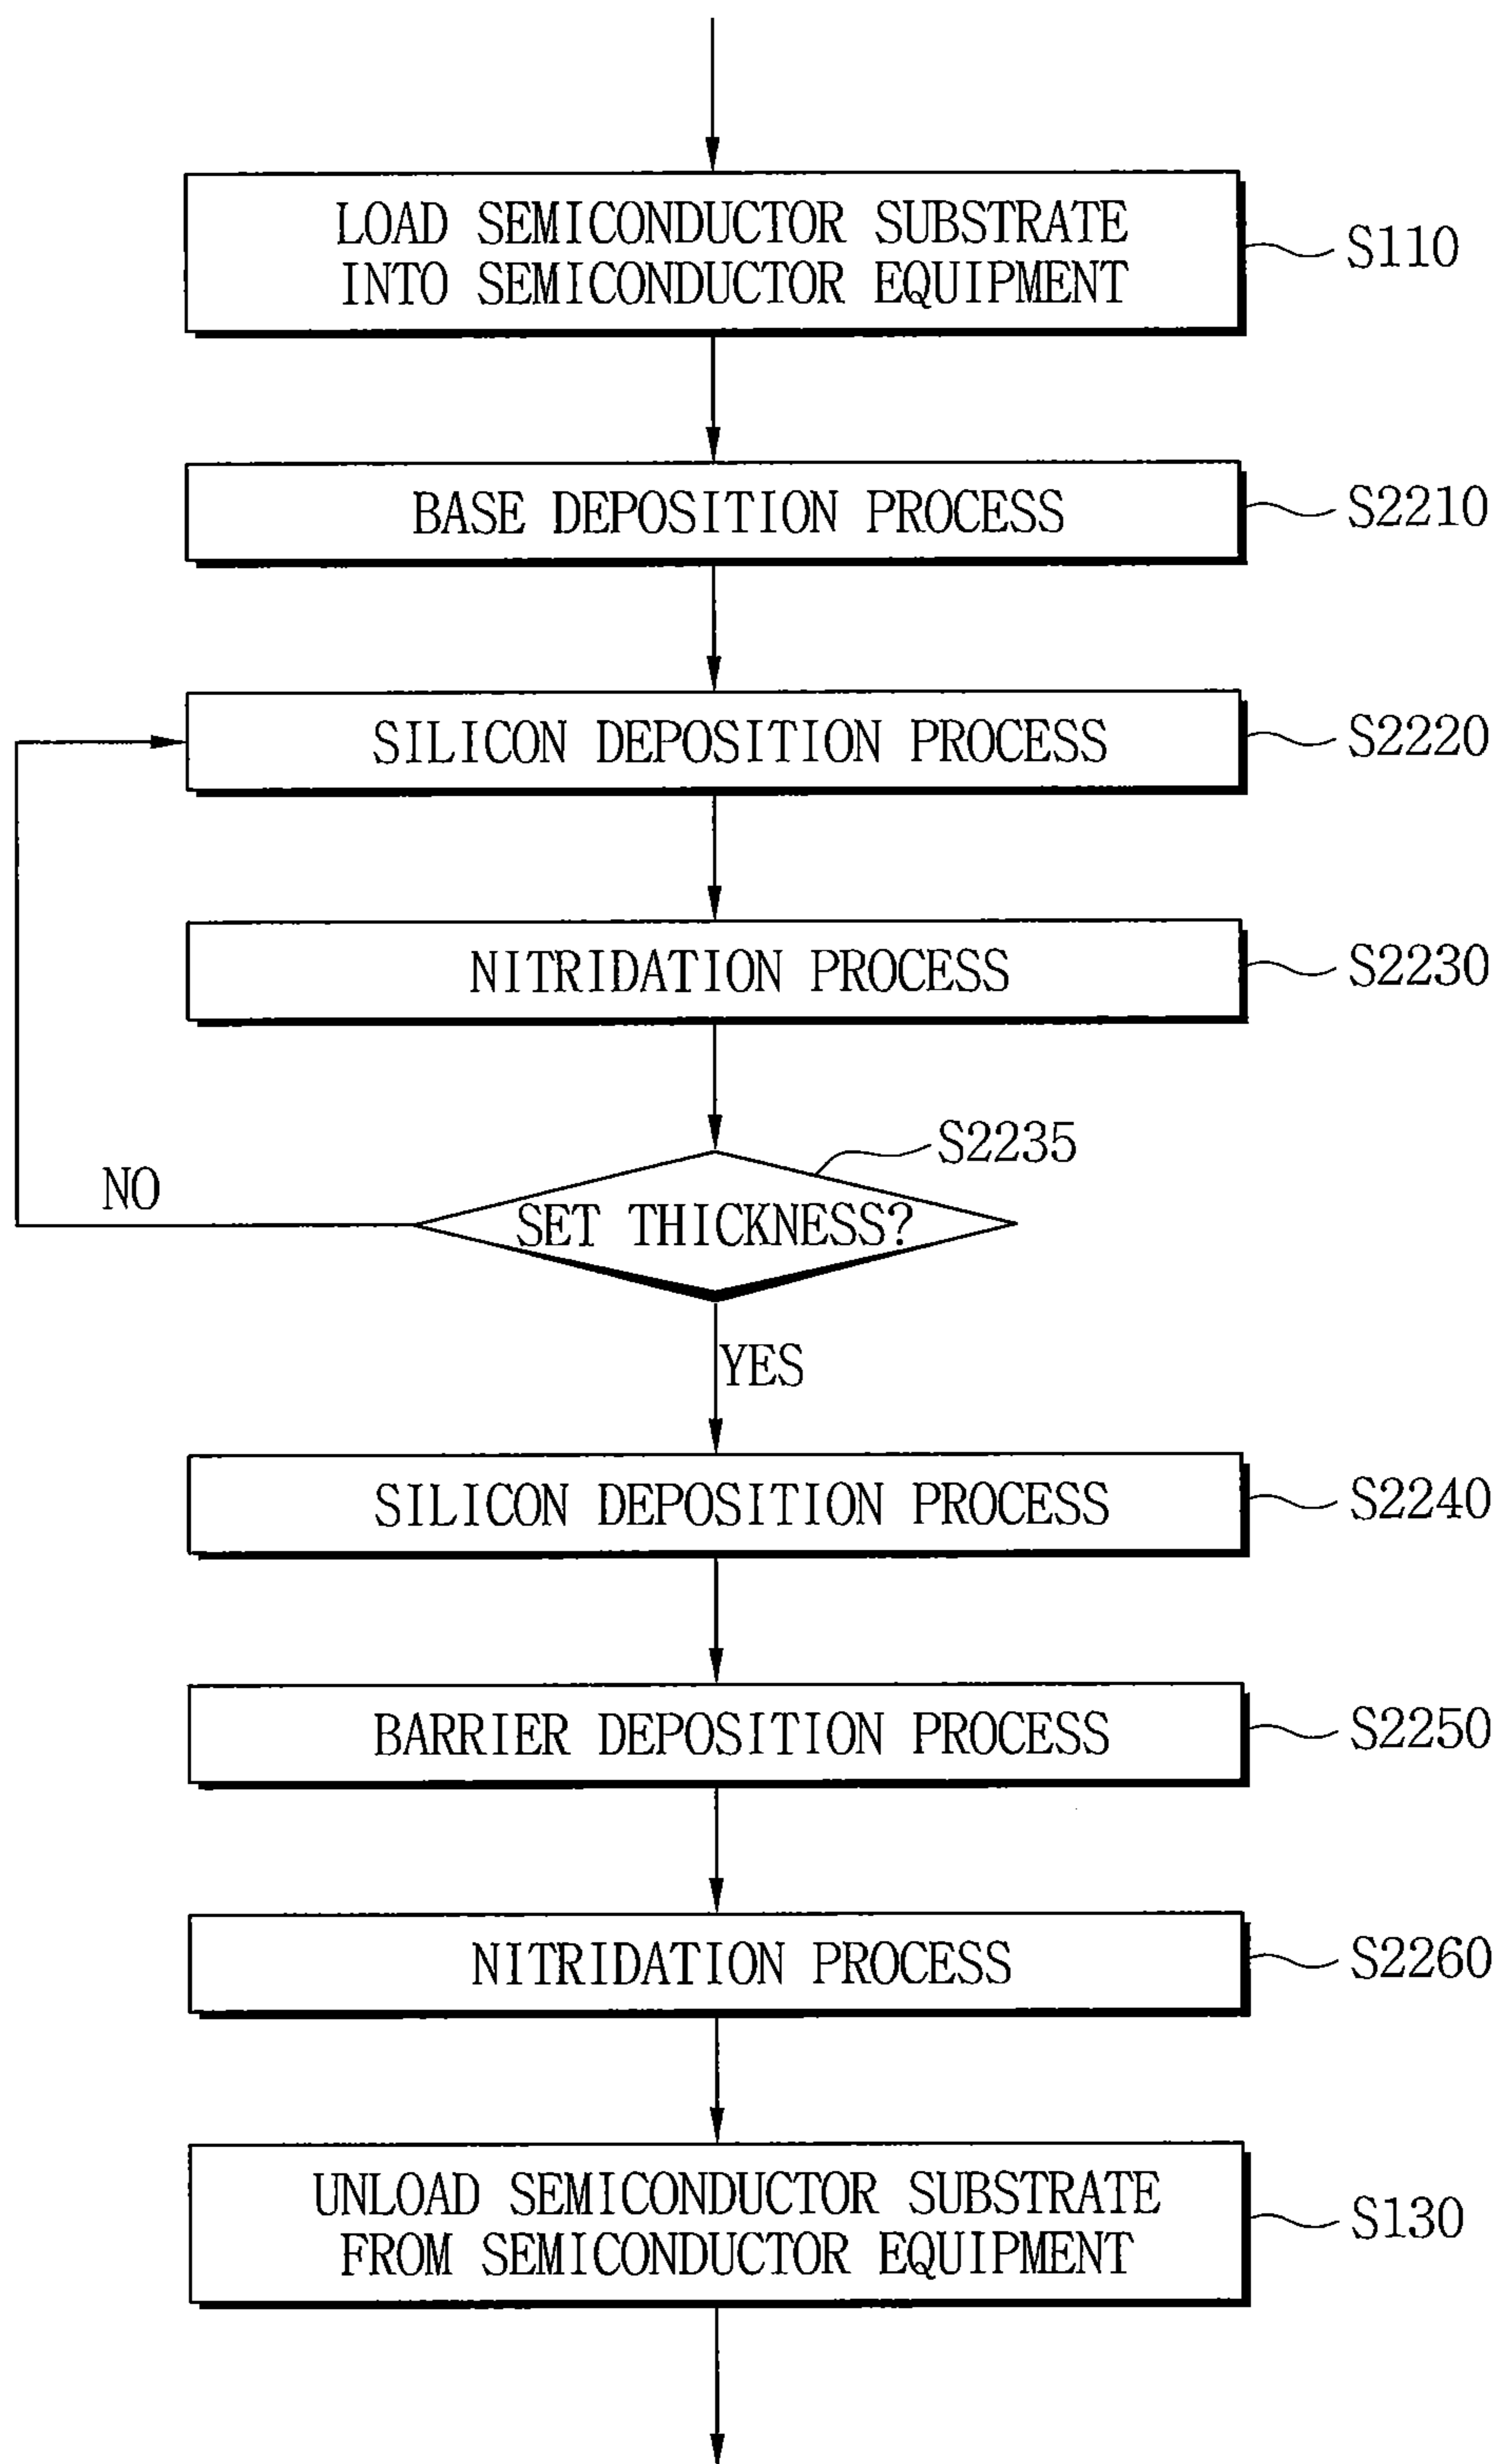 LOAD SEMICONDUCTOR SUBSTRATE
INTO SEMICONDUCTOR EQUIPMENT
S110
BASE DEPOSITION PROCESS
S2210
SILICON DEPOSITION PROCESS
S2220
NITRIDATION PROCESS
S2230
S2235
NO
SET THICKNESS?
YES
SILICON DEPOSITION PROCESS
S2240
BARRIER DEPOSITION PROCESS
S2250
NITRIDATION PROCESS
S2260
UNLOAD SEMICONDUCTOR SUBSTRATE
FROM SEMICONDUCTOR EQUIPMENT
S130